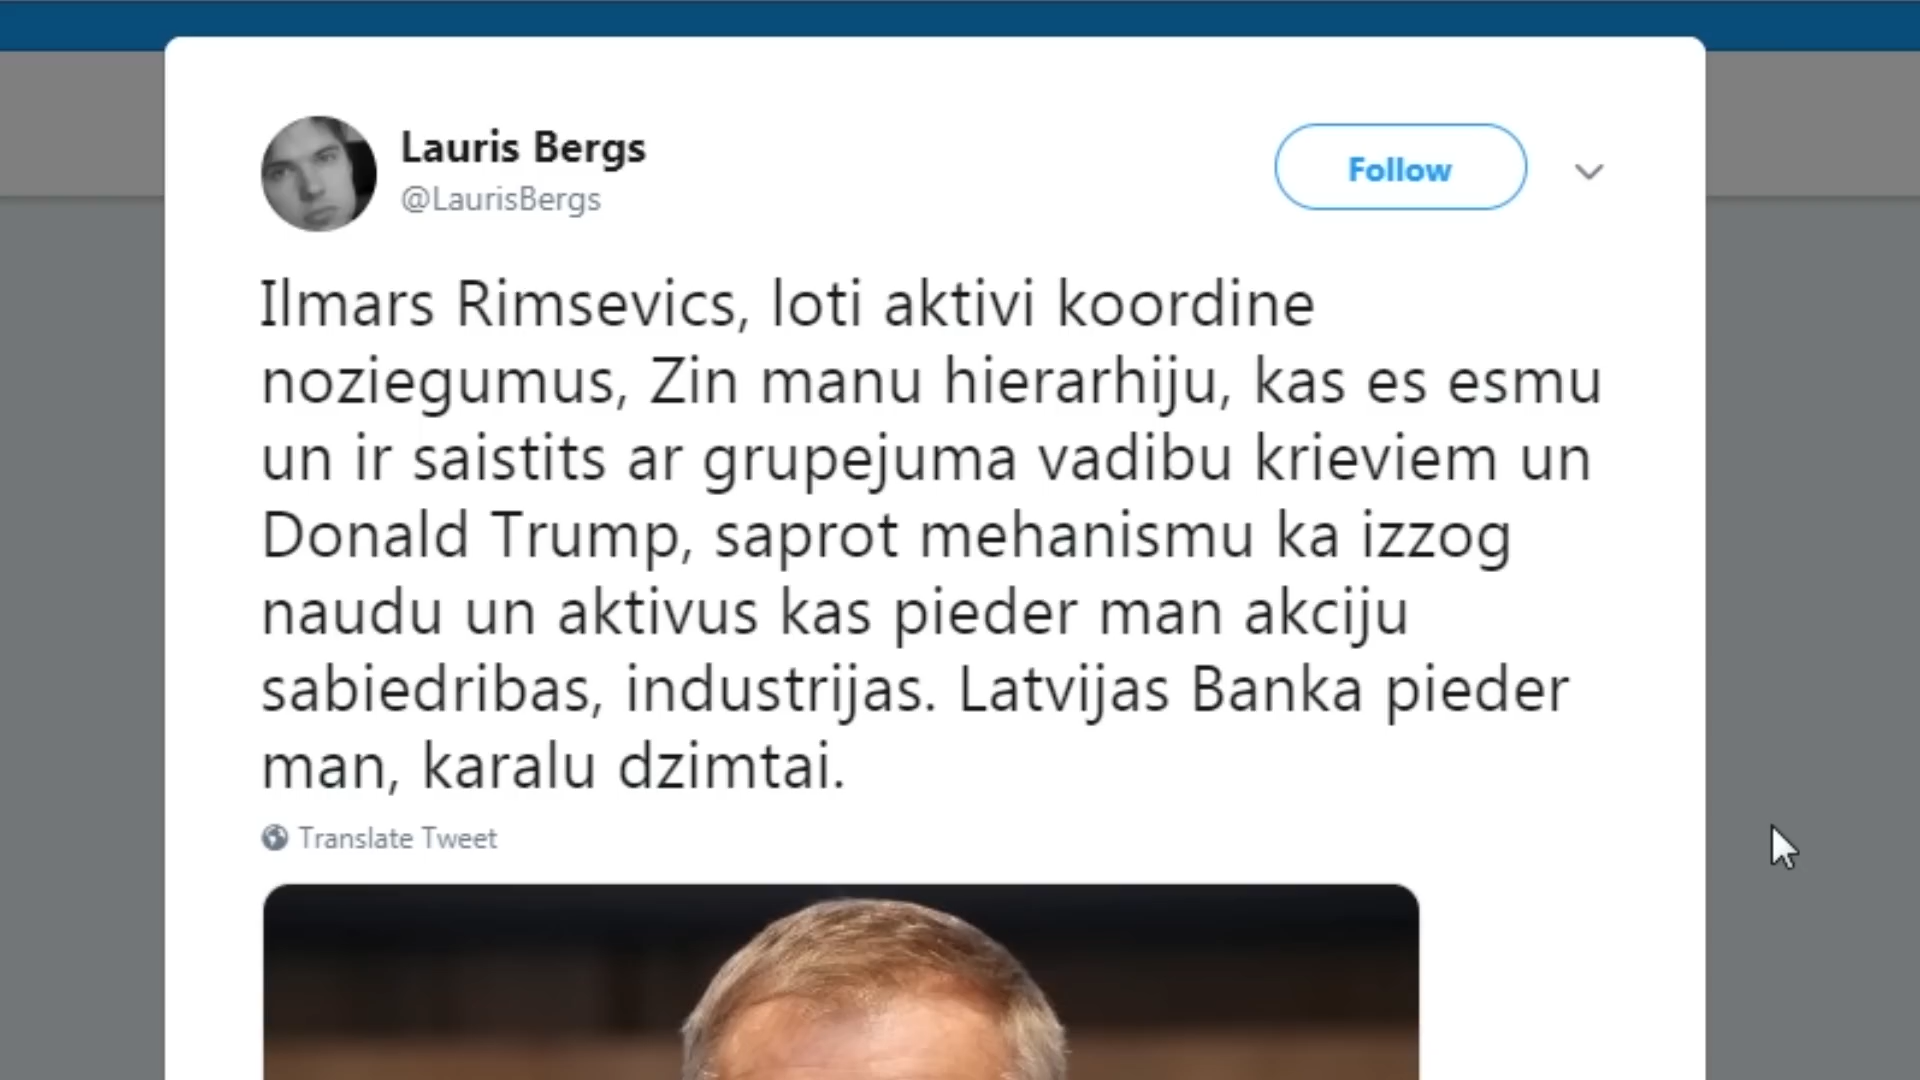 Lauris Bergs
@LaurisBergs
Follow
Ilmars Rimsevics, loti aktivi koordine
noziegumus, Zin manu hierarhiju, kas es esmu
un ir saistits ar grupejuma vadibu krieviem un
Donald Trump, saprot mehanismu ka izzog
naudu un aktivus kas pieder man akciju
sabiedribas, industrijas. Latvijas Banka pieder
man, karalu dzimtai.
Translate Tweet